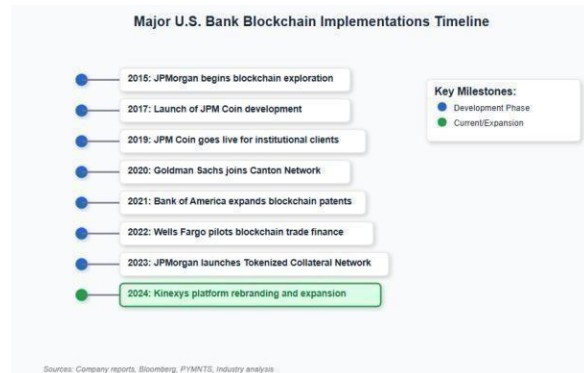 Major U.S. Bank Blockchain Implementations Timeline
2015: JPMorgan begins blockchain exploration
2017: Launch of JPM Coin development
2019: JPM Coin goes live for institutional clients
2020: Goldman Sachs joins Canton Network
2021: Bank of America expands blockchain patents
2022: Wells Fargo pilots blockchain trade finance
2023: JPMorgan launches Tokenized Collateral Network
2024: Kinexys platform rebranding and expansion
Key Milestones:
Development Phase
Current/Expansion
Sources: Company reports, Bloomberg, PYMNTS, Industry analysis